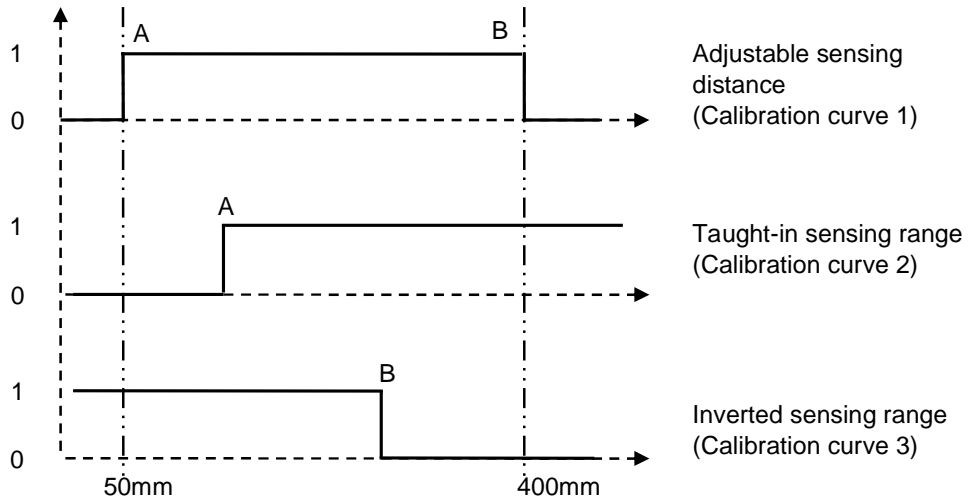 A
B
1
0
Adjustable sensing
distance
(Calibration curve 1)
A
1
0
Taught-in sensing range
(Calibration curve 2)
B
1
0
Inverted sensing range
(Calibration curve 3)
50mm
400mm